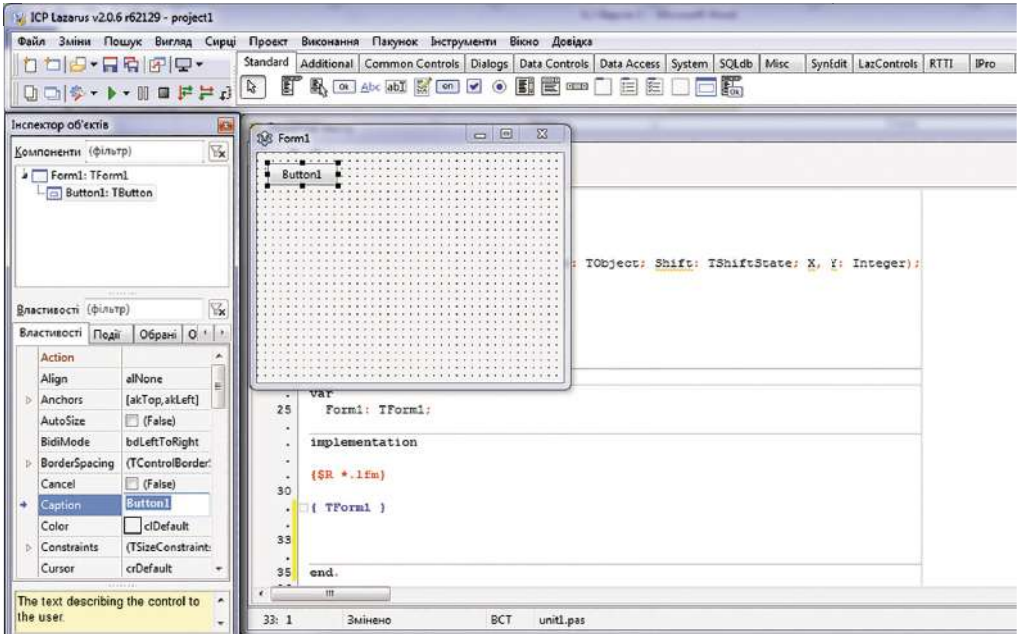 ІСР Lazarus v2.0.6 r62129 - project1
Файл Зміни Пошук Вигляд Сирці Проект Виконання Пакунок Інструменти Вікно Довідка
Standard Additional Common Controls Dialogs Data Controls Data Access System SQLdb Misc SynEdit LazControls RTTI IPro
Ok Abc abI on
Ok
Інспектор об'єктів
Компоненти (фільтр)
Form1: TForm1
Button1: TButton
Властивості (фільтр)
Властивості Події Обрані О
Action
Align alNone
Anchors [akTop,akLeft]
AutoSize (False)
BidiMode bdLeftToRight
BorderSpacing (TControlBorder
Cancel (False)
Caption Button1
Color clDefault
Constraints (TSizeConstraint
Cursor crDefault
The text describing the control to
the user.
Form1
Button1
: TObject; Shift: TShiftState; X, Y: Integer);
var
25 Form1: TForm1;
implementation
{$R *.lfm}
30
{ TForm1 }
33
35 end.
33: 1 Змінено ВСТ unit1.pas